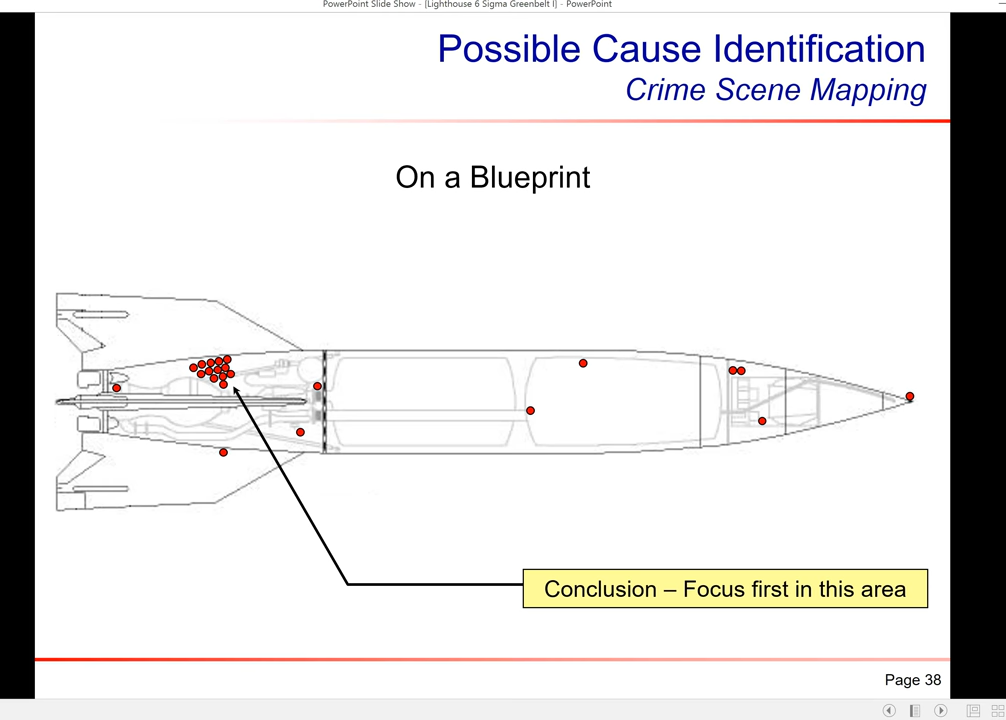 PowerPoint Slide Show - [Lighthouse 6 Sigma Greenbelt I] - PowerPoint
Possible Cause Identification
Crime Scene Mapping
On a Blueprint
Conclusion – Focus first in this area
Page 38